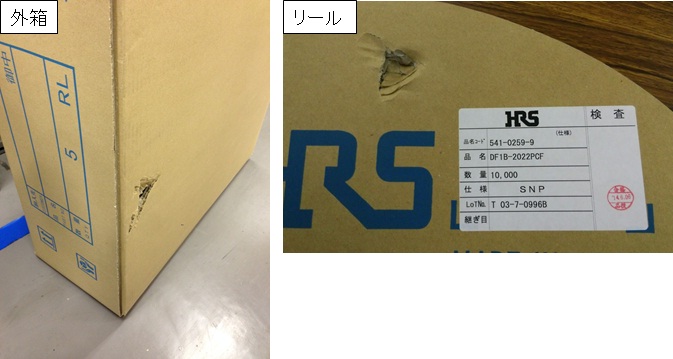 外箱
御中
5 RL
リール
HRS
HRS
検査
(仕様)
品名コード 541-0259-9
品名 DF1B-2022PCF
数量 10,000
仕様 SNP
LotNo. T 03-7-0996B
継ぎ目